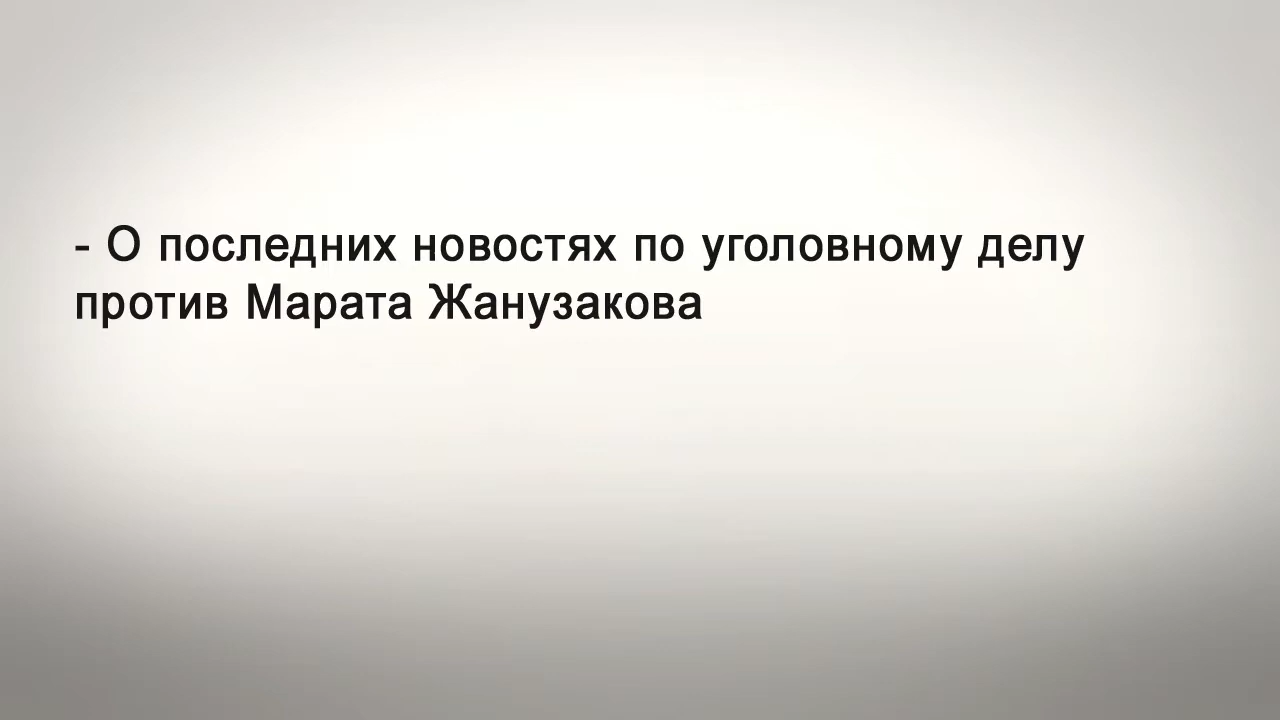 - О последних новостях по уголовному делу
против Марата Жанузакова